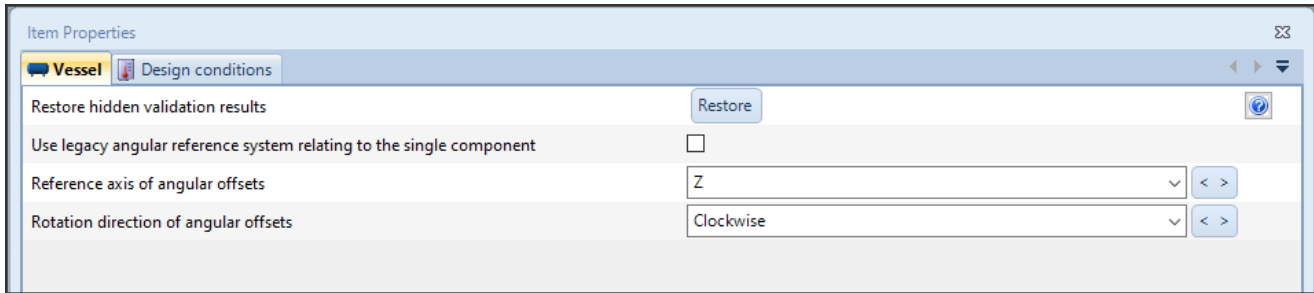 Item Properties
Vessel Design conditions
Restore hidden validation results Restore
Use legacy angular reference system relating to the single component
Reference axis of angular offsets Z < >
Rotation direction of angular offsets Clockwise < >